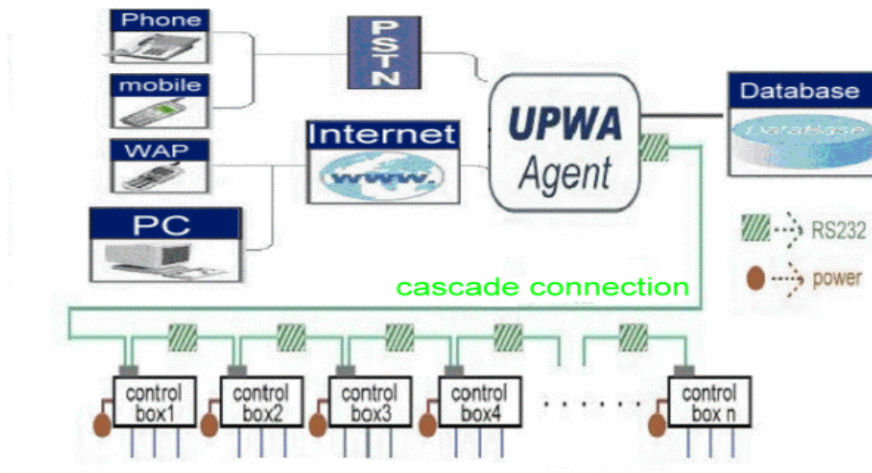 Phone
PSTN
mobile
WAP
Internet
www.
PC
UPWA
Agent
Database
DataBase
RS232
power
cascade connection
control
box1
control
box2
control
box3
control
box4
. . . . . .
control
box n